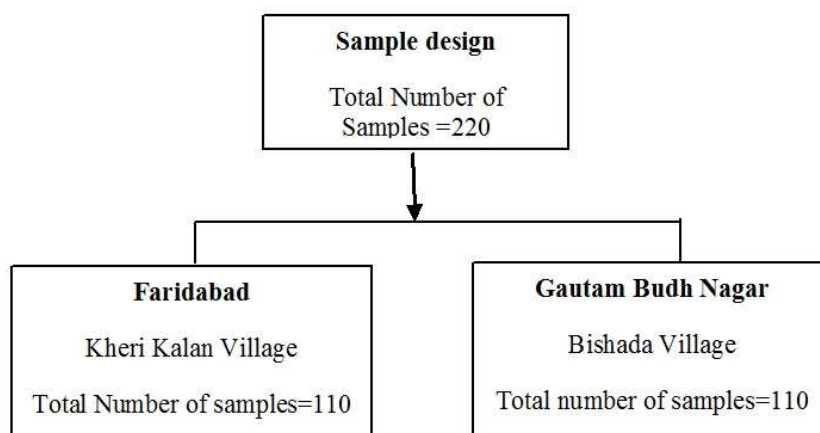 Sample design
Total Number of
Samples =220
Faridabad
Kheri Kalan Village
Total Number of samples=110
Gautam Budh Nagar
Bishada Village
Total number of samples=110